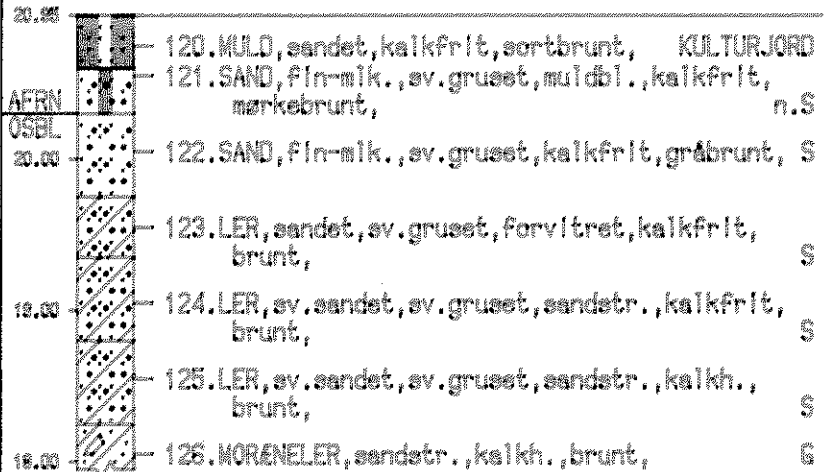 120.MULD,sandet,kalkfrit,sortbrunt, KULTURJORD
121.SAND,fin-mlk.,sv.gruset,muldbl.,kalkfrit,
mørkebrunt, n.S
AFRN
OSBL
20.00
122.SAND,fin-mlk.,sv.gruset,kalkfrit,gråbrunt, S
123.LER,sandet,sv.gruset,forvitret,kalkfrit,
brunt, S
19.00
124.LER,sv.sandet,sv.gruset,sandstr.,kalkfrit,
brunt, S
125.LER,sv.sandet,sv.gruset,sandstr.,kalkh.,
brunt, S
18.00
126.MORÆNELER,sandstr.,kalkh.,brunt, G